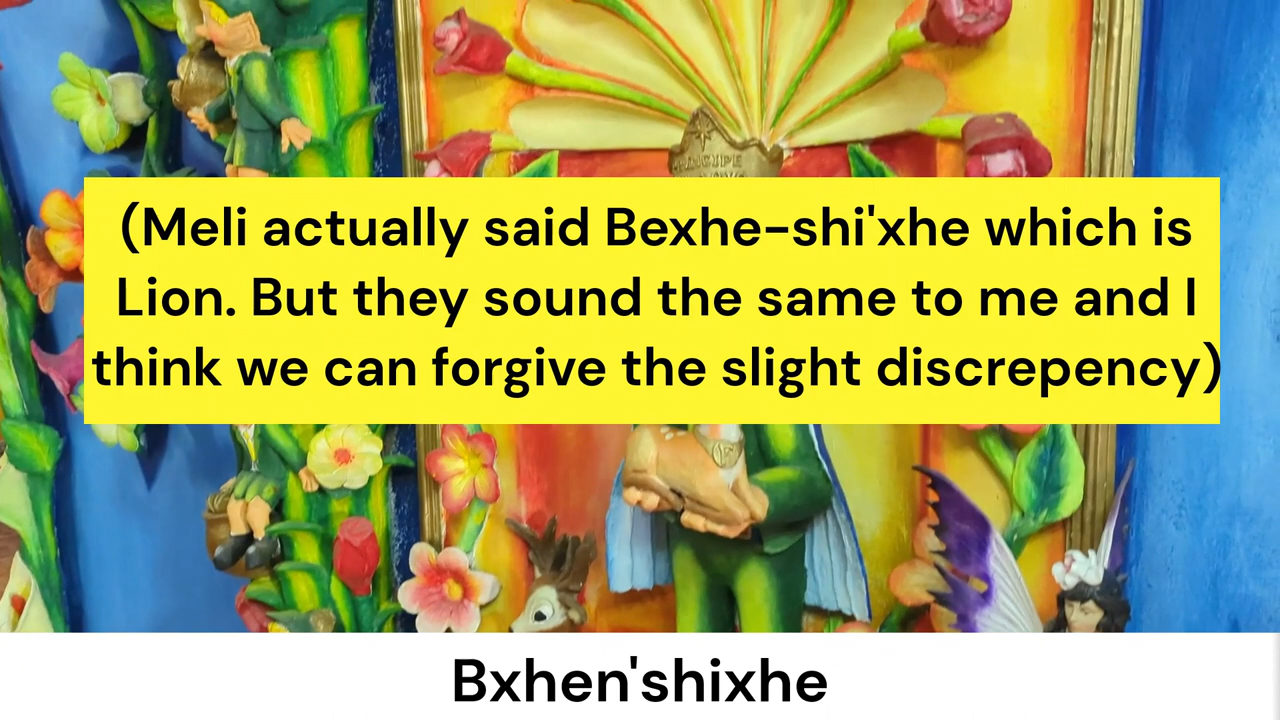 (Meli actually said Bexhe-shi'xhe which is
Lion. But they sound the same to me and I
think we can forgive the slight discrepency)
Bxhen'shixhe